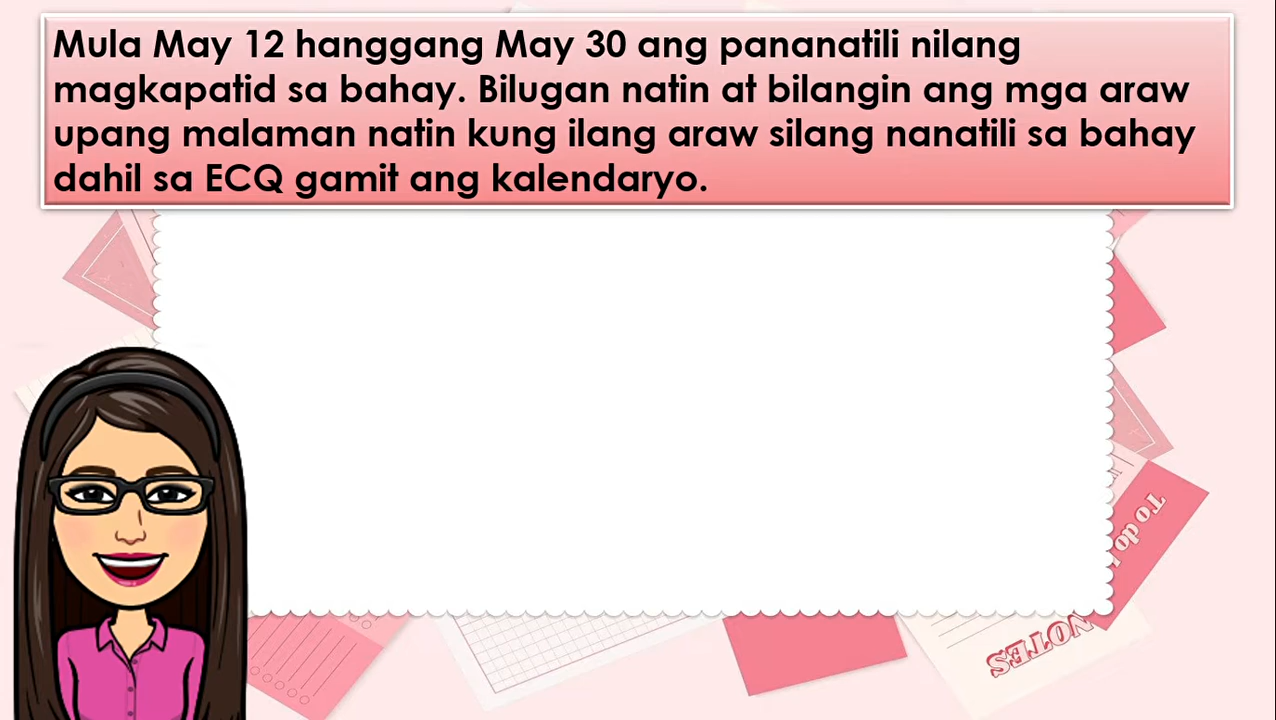 Mula May 12 hanggang May 30 ang pananatili nilang
magkapatid sa bahay. Bilugan natin at bilangin ang mga araw
upang malaman natin kung ilang araw silang nanatili sa bahay
dahil sa ECQ gamit ang kalendaryo.
To do
NOTES